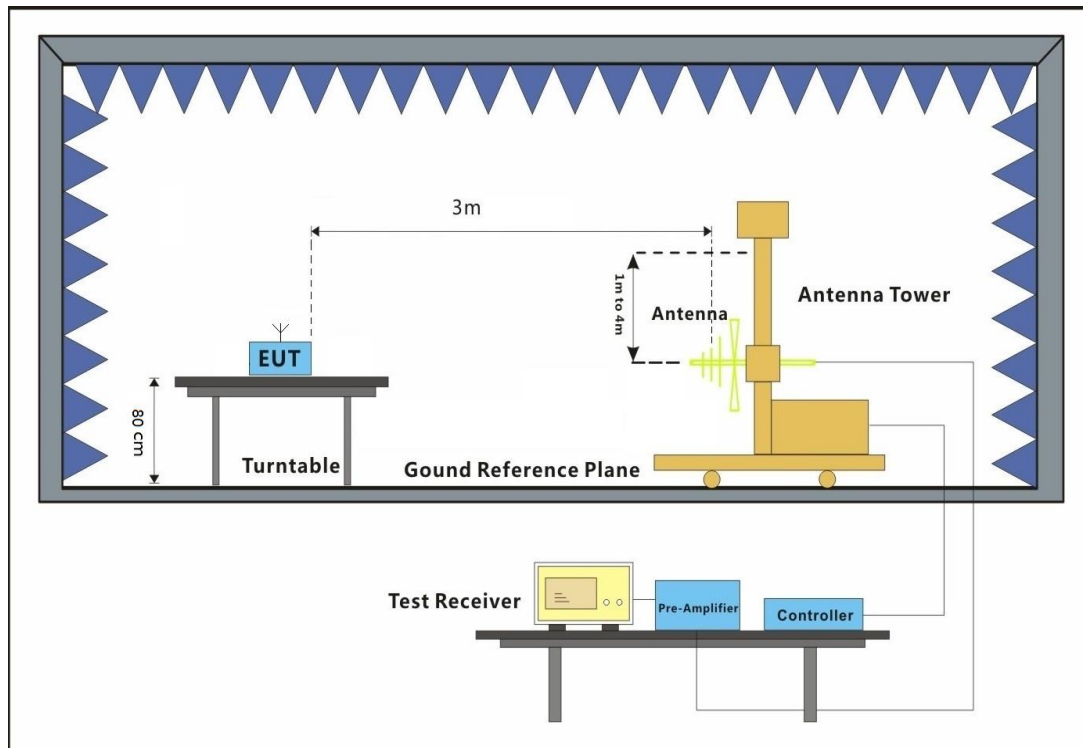 3m
1m to 4m
Antenna
Antenna Tower
EUT
80 cm
Turntable
Gound Reference Plane
Test Receiver
Pre-Amplifier
Controller